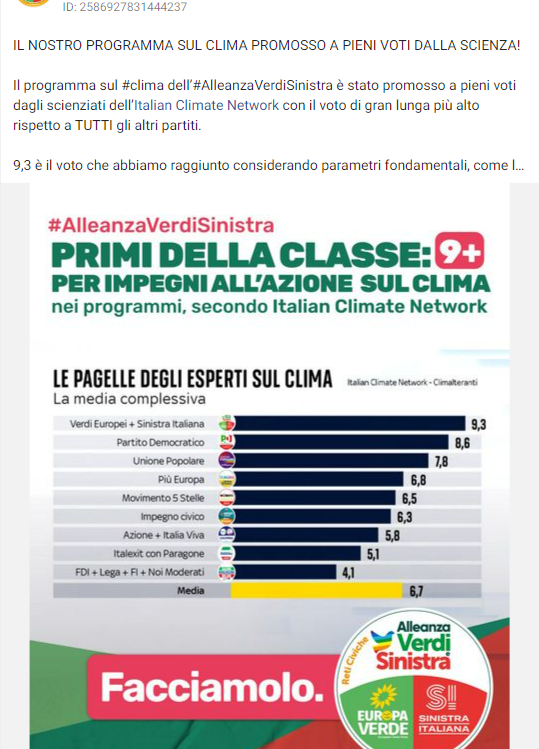 ID: 2586927831444237
IL NOSTRO PROGRAMMA SUL CLIMA PROMOSSO A PIENI VOTI DALLA SCIENZA!
Il programma sul #clima dell'#AlleanzaVerdiSinistra è stato promosso a pieni voti
dagli scienziati dell'Italian Climate Network con il voto di gran lunga più alto
rispetto a TUTTI gli altri partiti.
9,3 è il voto che abbiamo raggiunto considerando parametri fondamentali, come l...
#AlleanzaVerdiSinistra
PRIMI DELLA CLASSE: 9+
PER IMPEGNI ALL'AZIONE SUL CLIMA
nei programmi, secondo Italian Climate Network
LE PAGELLE DEGLI ESPERTI SUL CLIMA
Italian Climate Network - Climalteranti
La media complessiva
Verdi Europei + Sinistra Italiana 9,3
Partito Democratico 8,6
Unione Popolare 7,8
Più Europa 6,8
Movimento 5 Stelle 6,5
Impegno civico 6,3
Azione + Italia Viva 5,8
Italexit con Paragone 5,1
FDI + Lega + FI + Noi Moderati 4,1
Media 6,7
Facciamolo.
Reti Civiche
Alleanza
Verdi
Sinistra
EUROPA
VERDE
SI
SINISTRA
ITALIANA